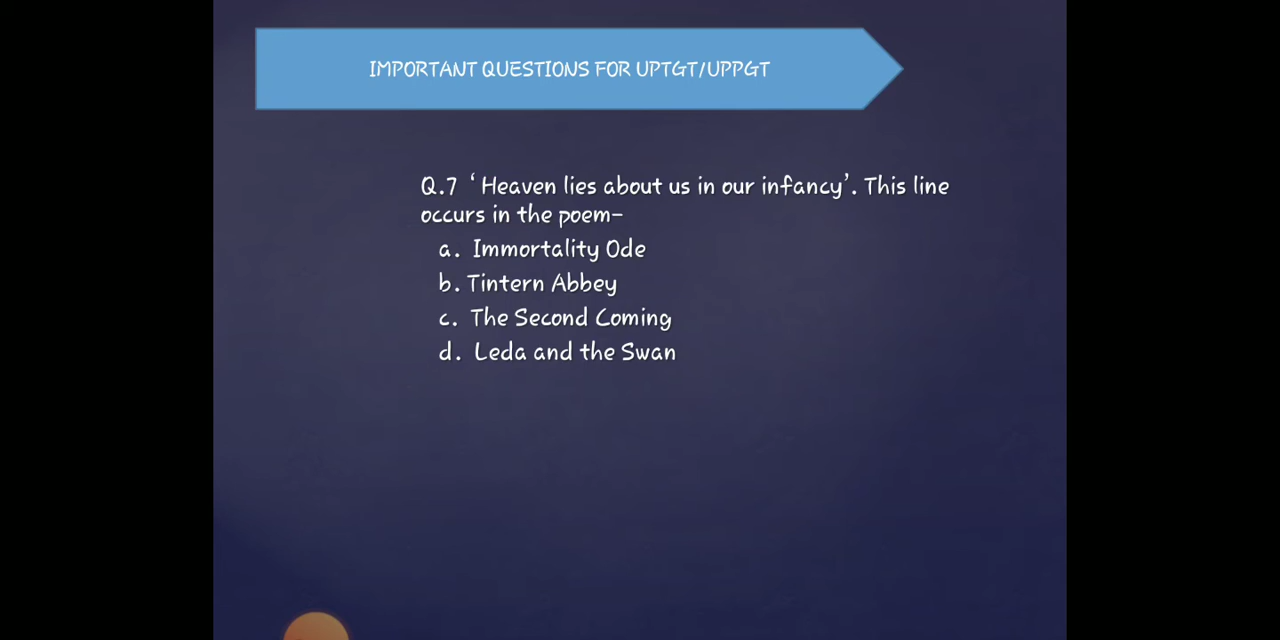 IMPORTANT QUESTIONS FOR UPTGT/UPPGT
Q.7 ‘ Heaven lies about us in our infancy’. This line
occurs in the poem–
a. Immortality Ode
b. Tintern Abbey
c. The Second Coming
d. Leda and the Swan